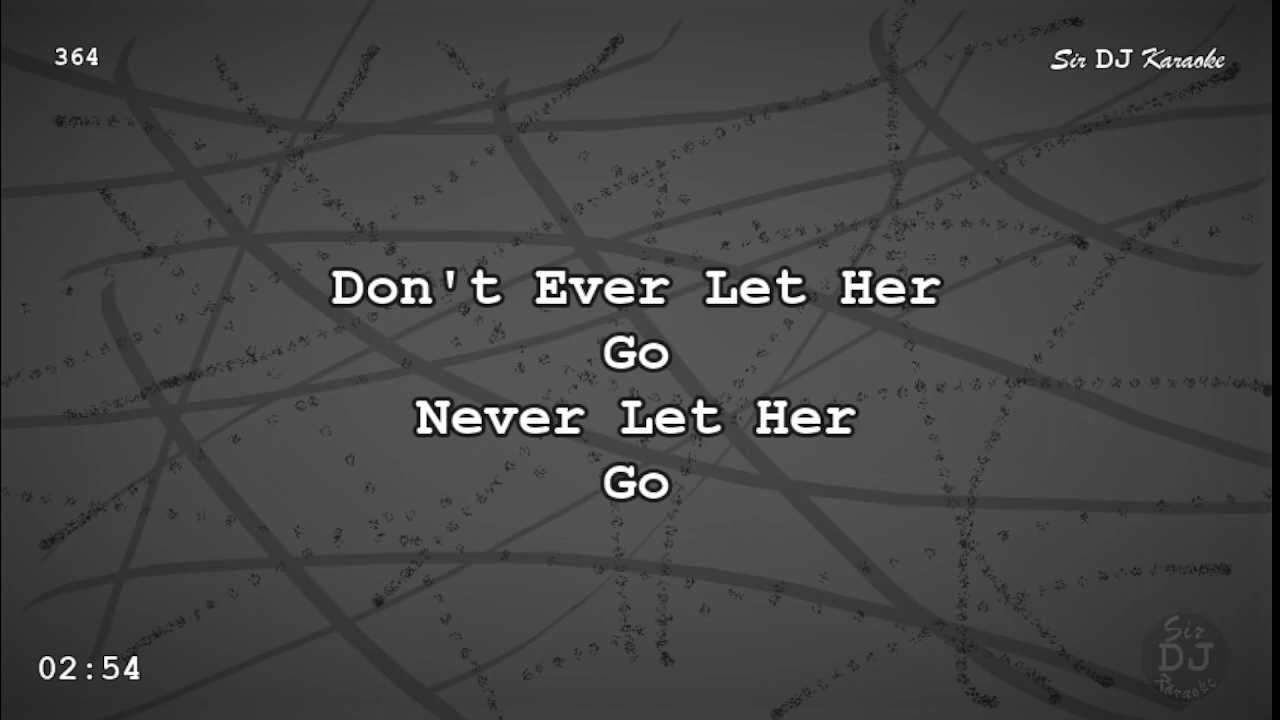 364
Sir DJ Karaoke
Don't Ever Let Her
Go
Never Let Her
Go
02:54
Sir
DJ
Karaoke